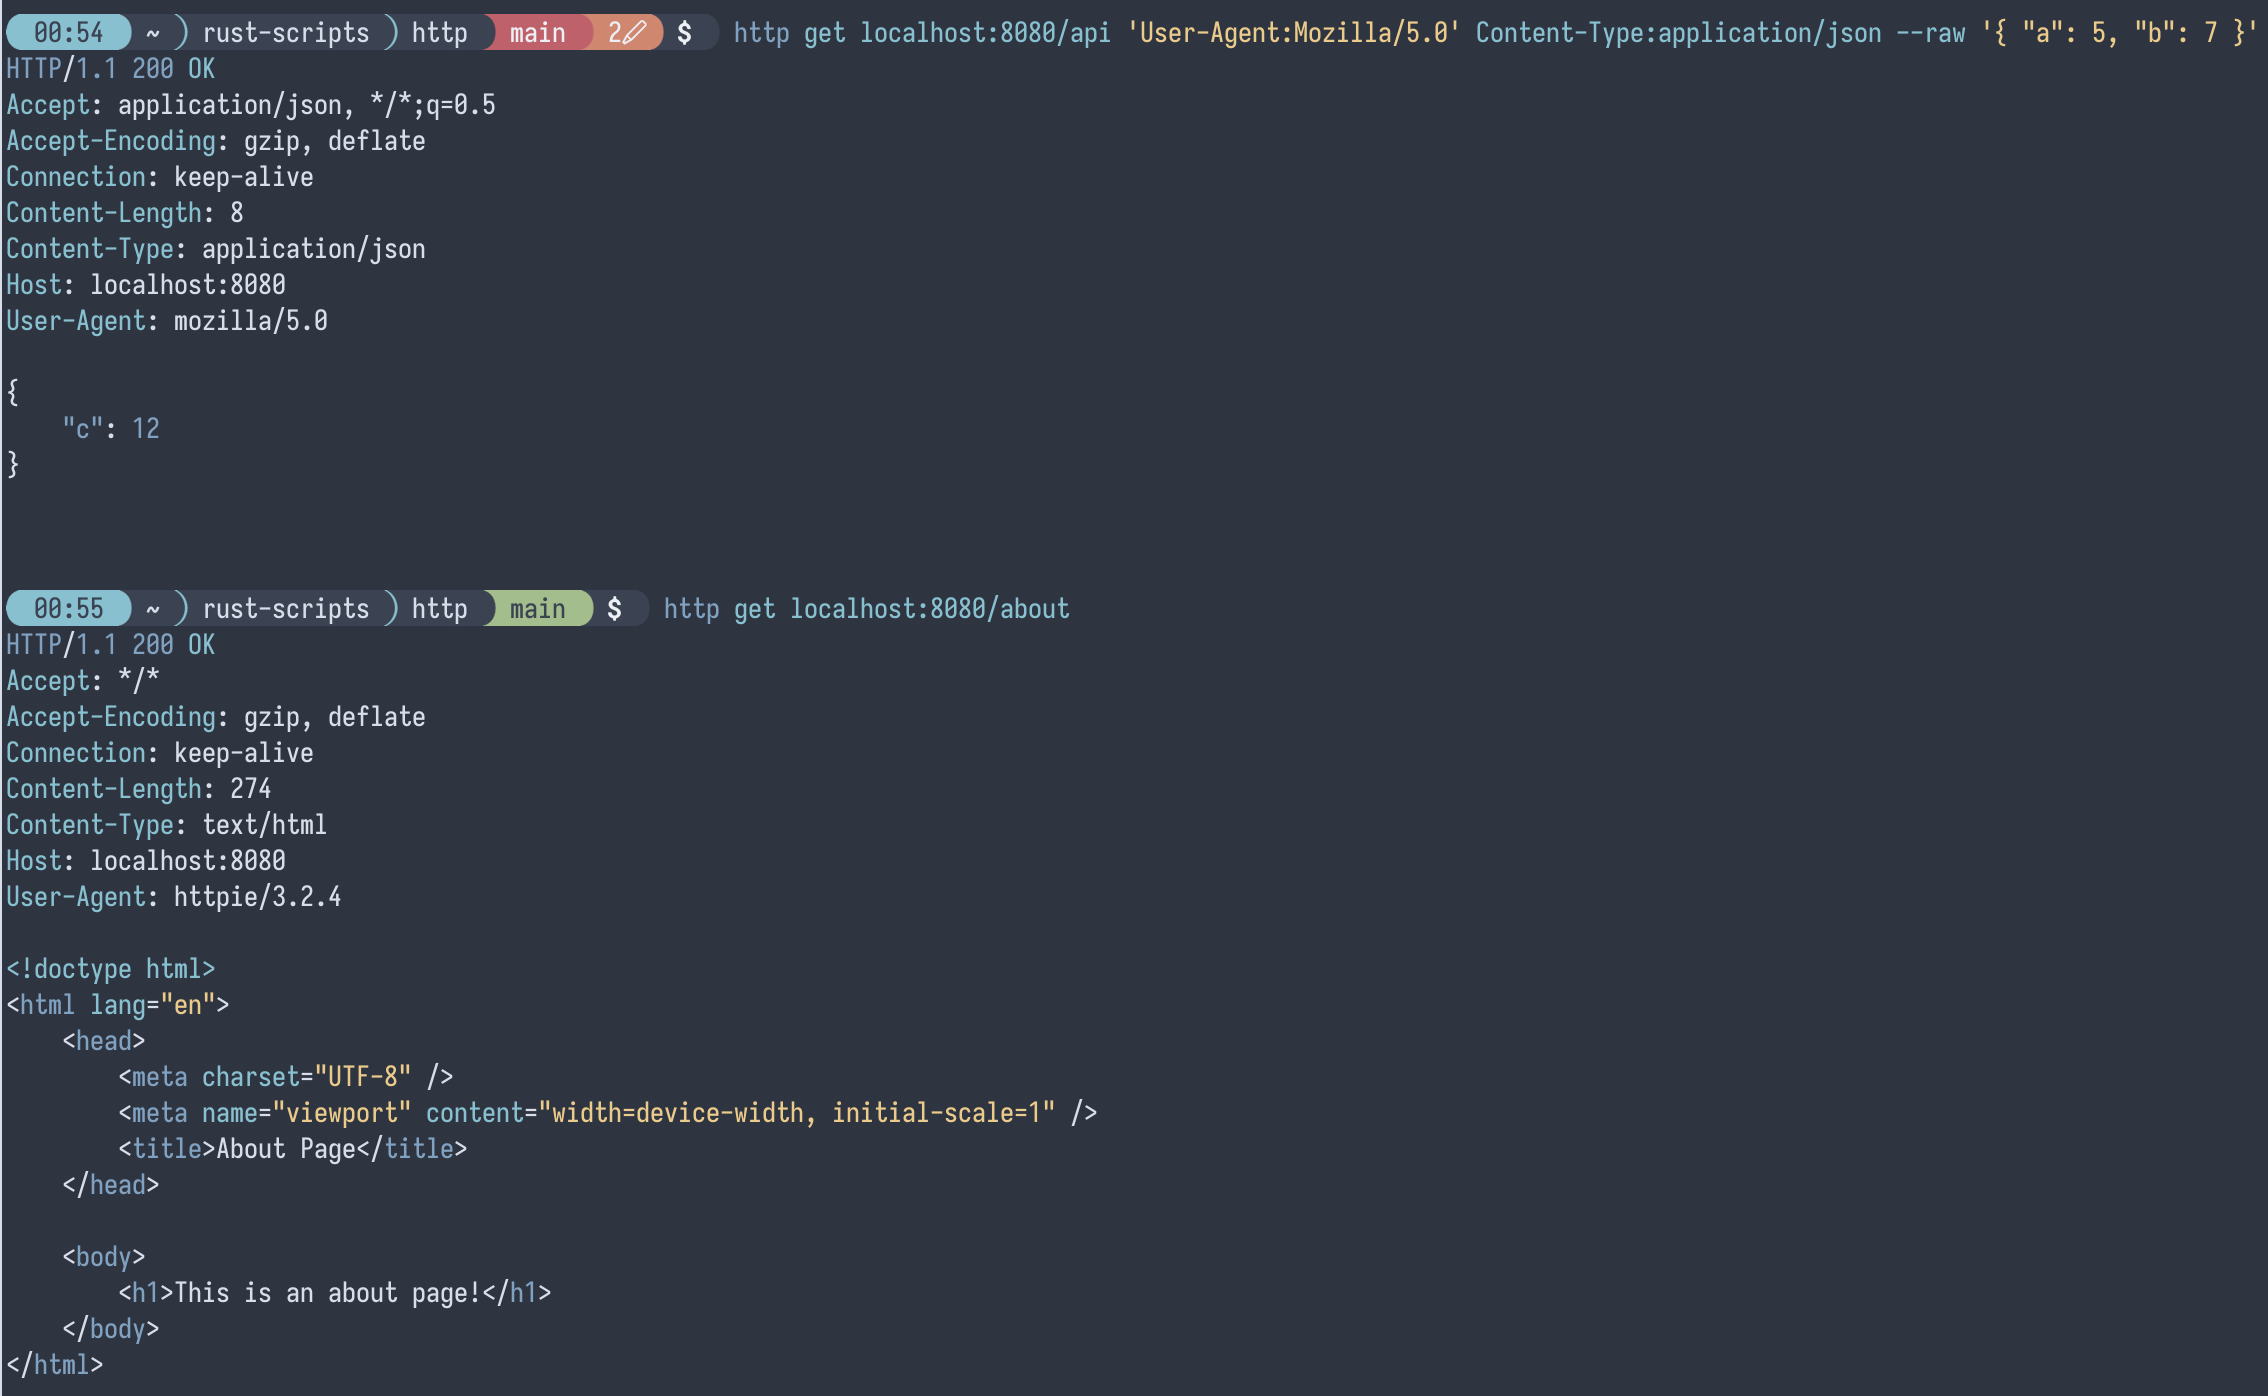 00:54 ~ rust-scripts http main 2 $ http get localhost:8080/api 'User-Agent:Mozilla/5.0' Content-Type:application/json --raw '{ "a": 5, "b": 7 }'
HTTP/1.1 200 OK
Accept: application/json, */*;q=0.5
Accept-Encoding: gzip, deflate
Connection: keep-alive
Content-Length: 8
Content-Type: application/json
Host: localhost:8080
User-Agent: mozilla/5.0
{
    "c": 12
}
00:55 ~ rust-scripts http main $ http get localhost:8080/about
HTTP/1.1 200 OK
Accept: */*
Accept-Encoding: gzip, deflate
Connection: keep-alive
Content-Length: 274
Content-Type: text/html
Host: localhost:8080
User-Agent: httpie/3.2.4
<!doctype html>
<html lang="en">
    <head>
        <meta charset="UTF-8" />
        <meta name="viewport" content="width=device-width, initial-scale=1" />
        <title>About Page</title>
    </head>
    <body>
        <h1>This is an about page!</h1>
    </body>
</html>